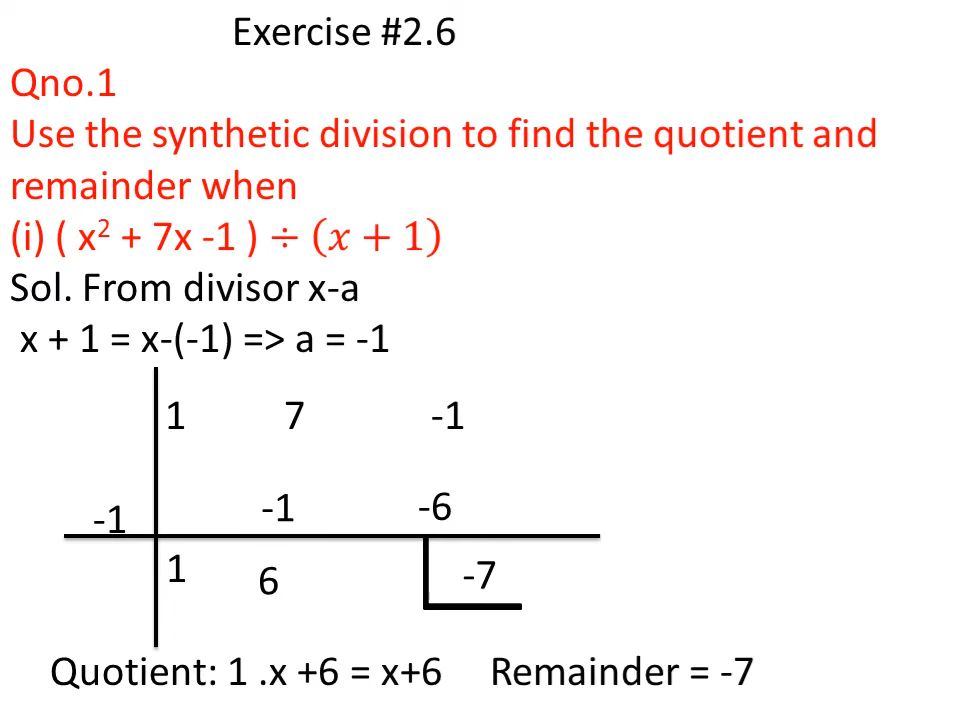 Exercise #2.6
Qno.1
Use the synthetic division to find the quotient and
remainder when
(i) ( x² + 7x -1 ) ÷ (x + 1)
Sol. From divisor x-a
x + 1 = x-(-1) => a = -1
1 7 -1
-1 -1 -6
1 6 -7
Quotient: 1 .x +6 = x+6 Remainder = -7